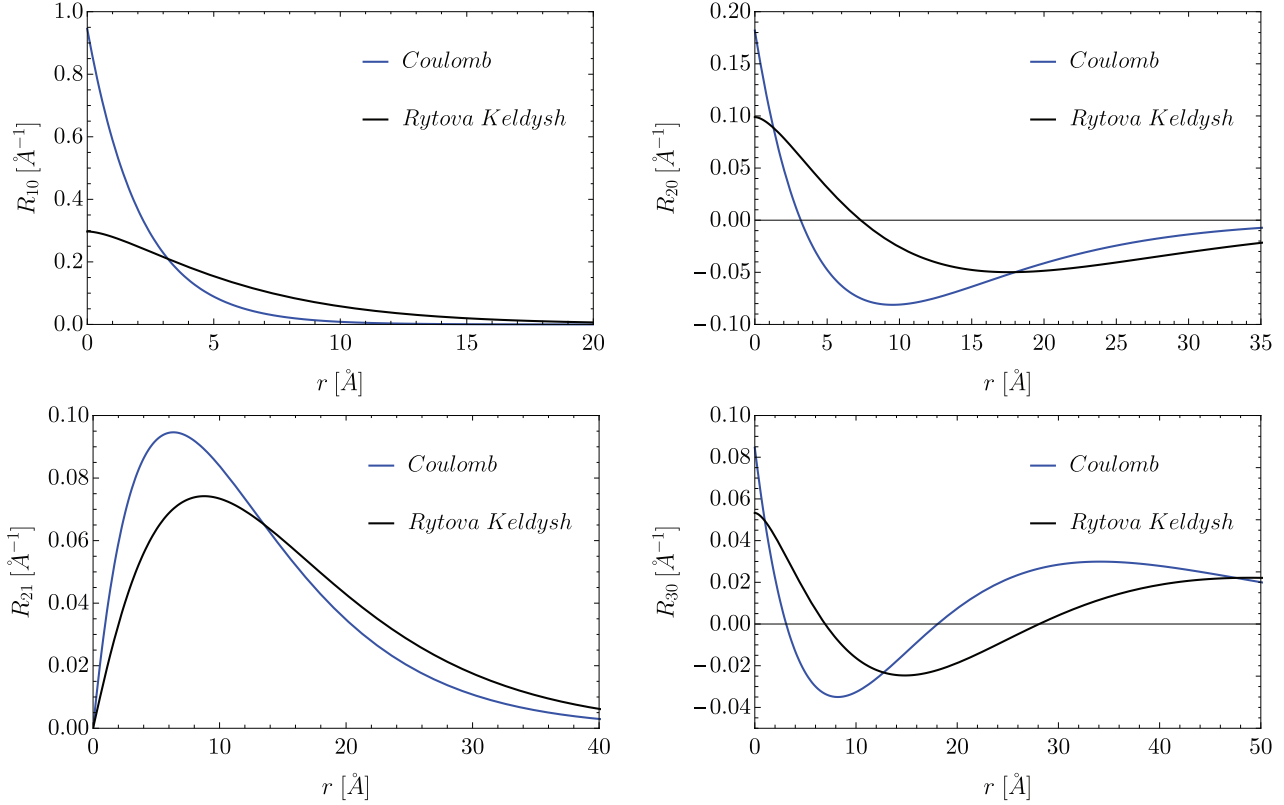 1.0
0.8
0.6
0.4
0.2
0.0
0 5 10 15 20
R₁₀ [Å⁻¹]
r [Å]
Coulomb
Rytova Keldysh
0.20
0.15
0.10
0.05
0.00
−0.05
−0.10
0 5 10 15 20 25 30 35
R₂₀ [Å⁻¹]
r [Å]
Coulomb
Rytova Keldysh
0.10
0.08
0.06
0.04
0.02
0.00
0 10 20 30 40
R₂₁ [Å⁻¹]
r [Å]
Coulomb
Rytova Keldysh
0.10
0.08
0.06
0.04
0.02
0.00
−0.02
−0.04
0 10 20 30 40 50
R₃₀ [Å⁻¹]
r [Å]
Coulomb
Rytova Keldysh